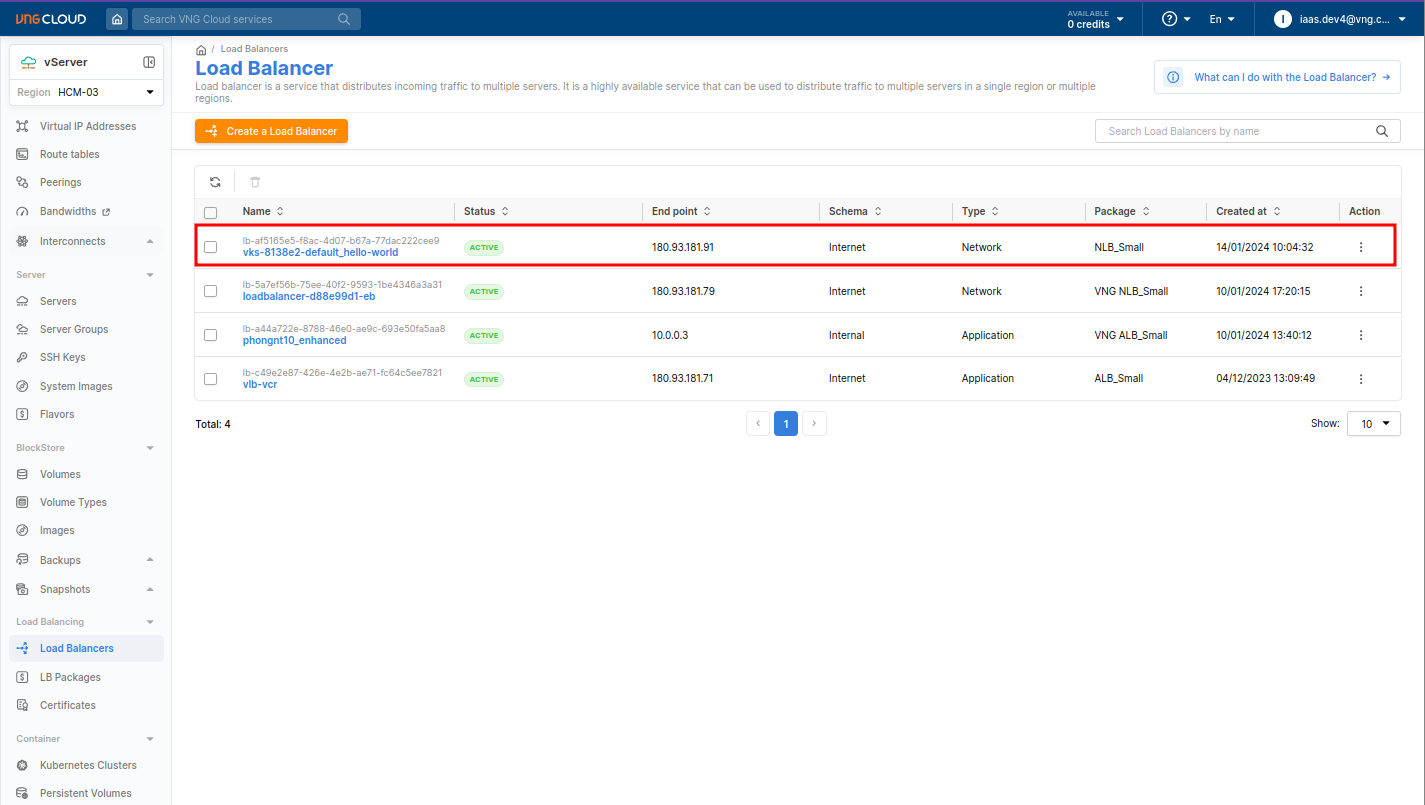 VNG CLOUD
Search VNG Cloud services
AVAILABLE
0 credits
En
I
iaas.dev4@vng.c...
vServer
Region HCM-03
Virtual IP Addresses
Route tables
Peerings
Bandwidths
Interconnects
Server
Servers
Server Groups
SSH Keys
System Images
Flavors
BlockStore
Volumes
Volume Types
Images
Backups
Snapshots
Load Balancing
Load Balancers
LB Packages
Certificates
Container
Kubernetes Clusters
Persistent Volumes
/ Load Balancers
Load Balancer
Load balancer is a service that distributes incoming traffic to multiple servers. It is a highly available service that can be used to distribute traffic to multiple servers in a single region or multiple
regions.
What can I do with the Load Balancer?
Create a Load Balancer
Search Load Balancers by name
Name Status End point Schema Type Package Created at Action
lb-af5165e5-f8ac-4d07-b67a-77dac222cee9
vks-8138e2-default_hello-world ACTIVE 180.93.181.91 Internet Network NLB_Small 14/01/2024 10:04:32
lb-5a7ef56b-75ee-40f2-9593-1be4346a3a31
loadbalancer-d88e99d1-eb ACTIVE 180.93.181.79 Internet Network VNG NLB_Small 10/01/2024 17:20:15
lb-a44a722e-8788-46e0-ae9c-693e50fa5aa8
phongnt10_enhanced ACTIVE 10.0.0.3 Internal Application VNG ALB_Small 10/01/2024 13:40:12
lb-c49e2e87-426e-4e2b-ae71-fc64c5ee7821
vlb-vcr ACTIVE 180.93.181.71 Internet Application ALB_Small 04/12/2023 13:09:49
Total: 4
1
Show: 10